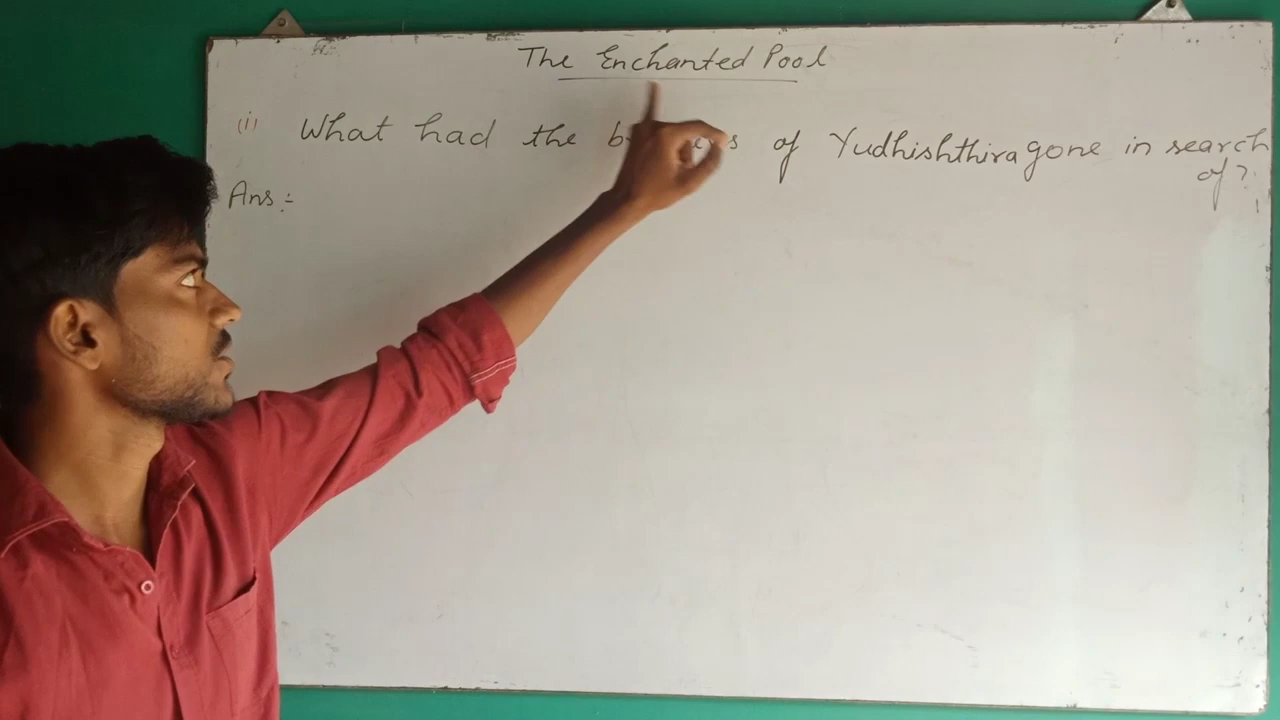 The Enchanted Pool
(i) What had the of Yudhishthira gone in search
of?
Ans :-